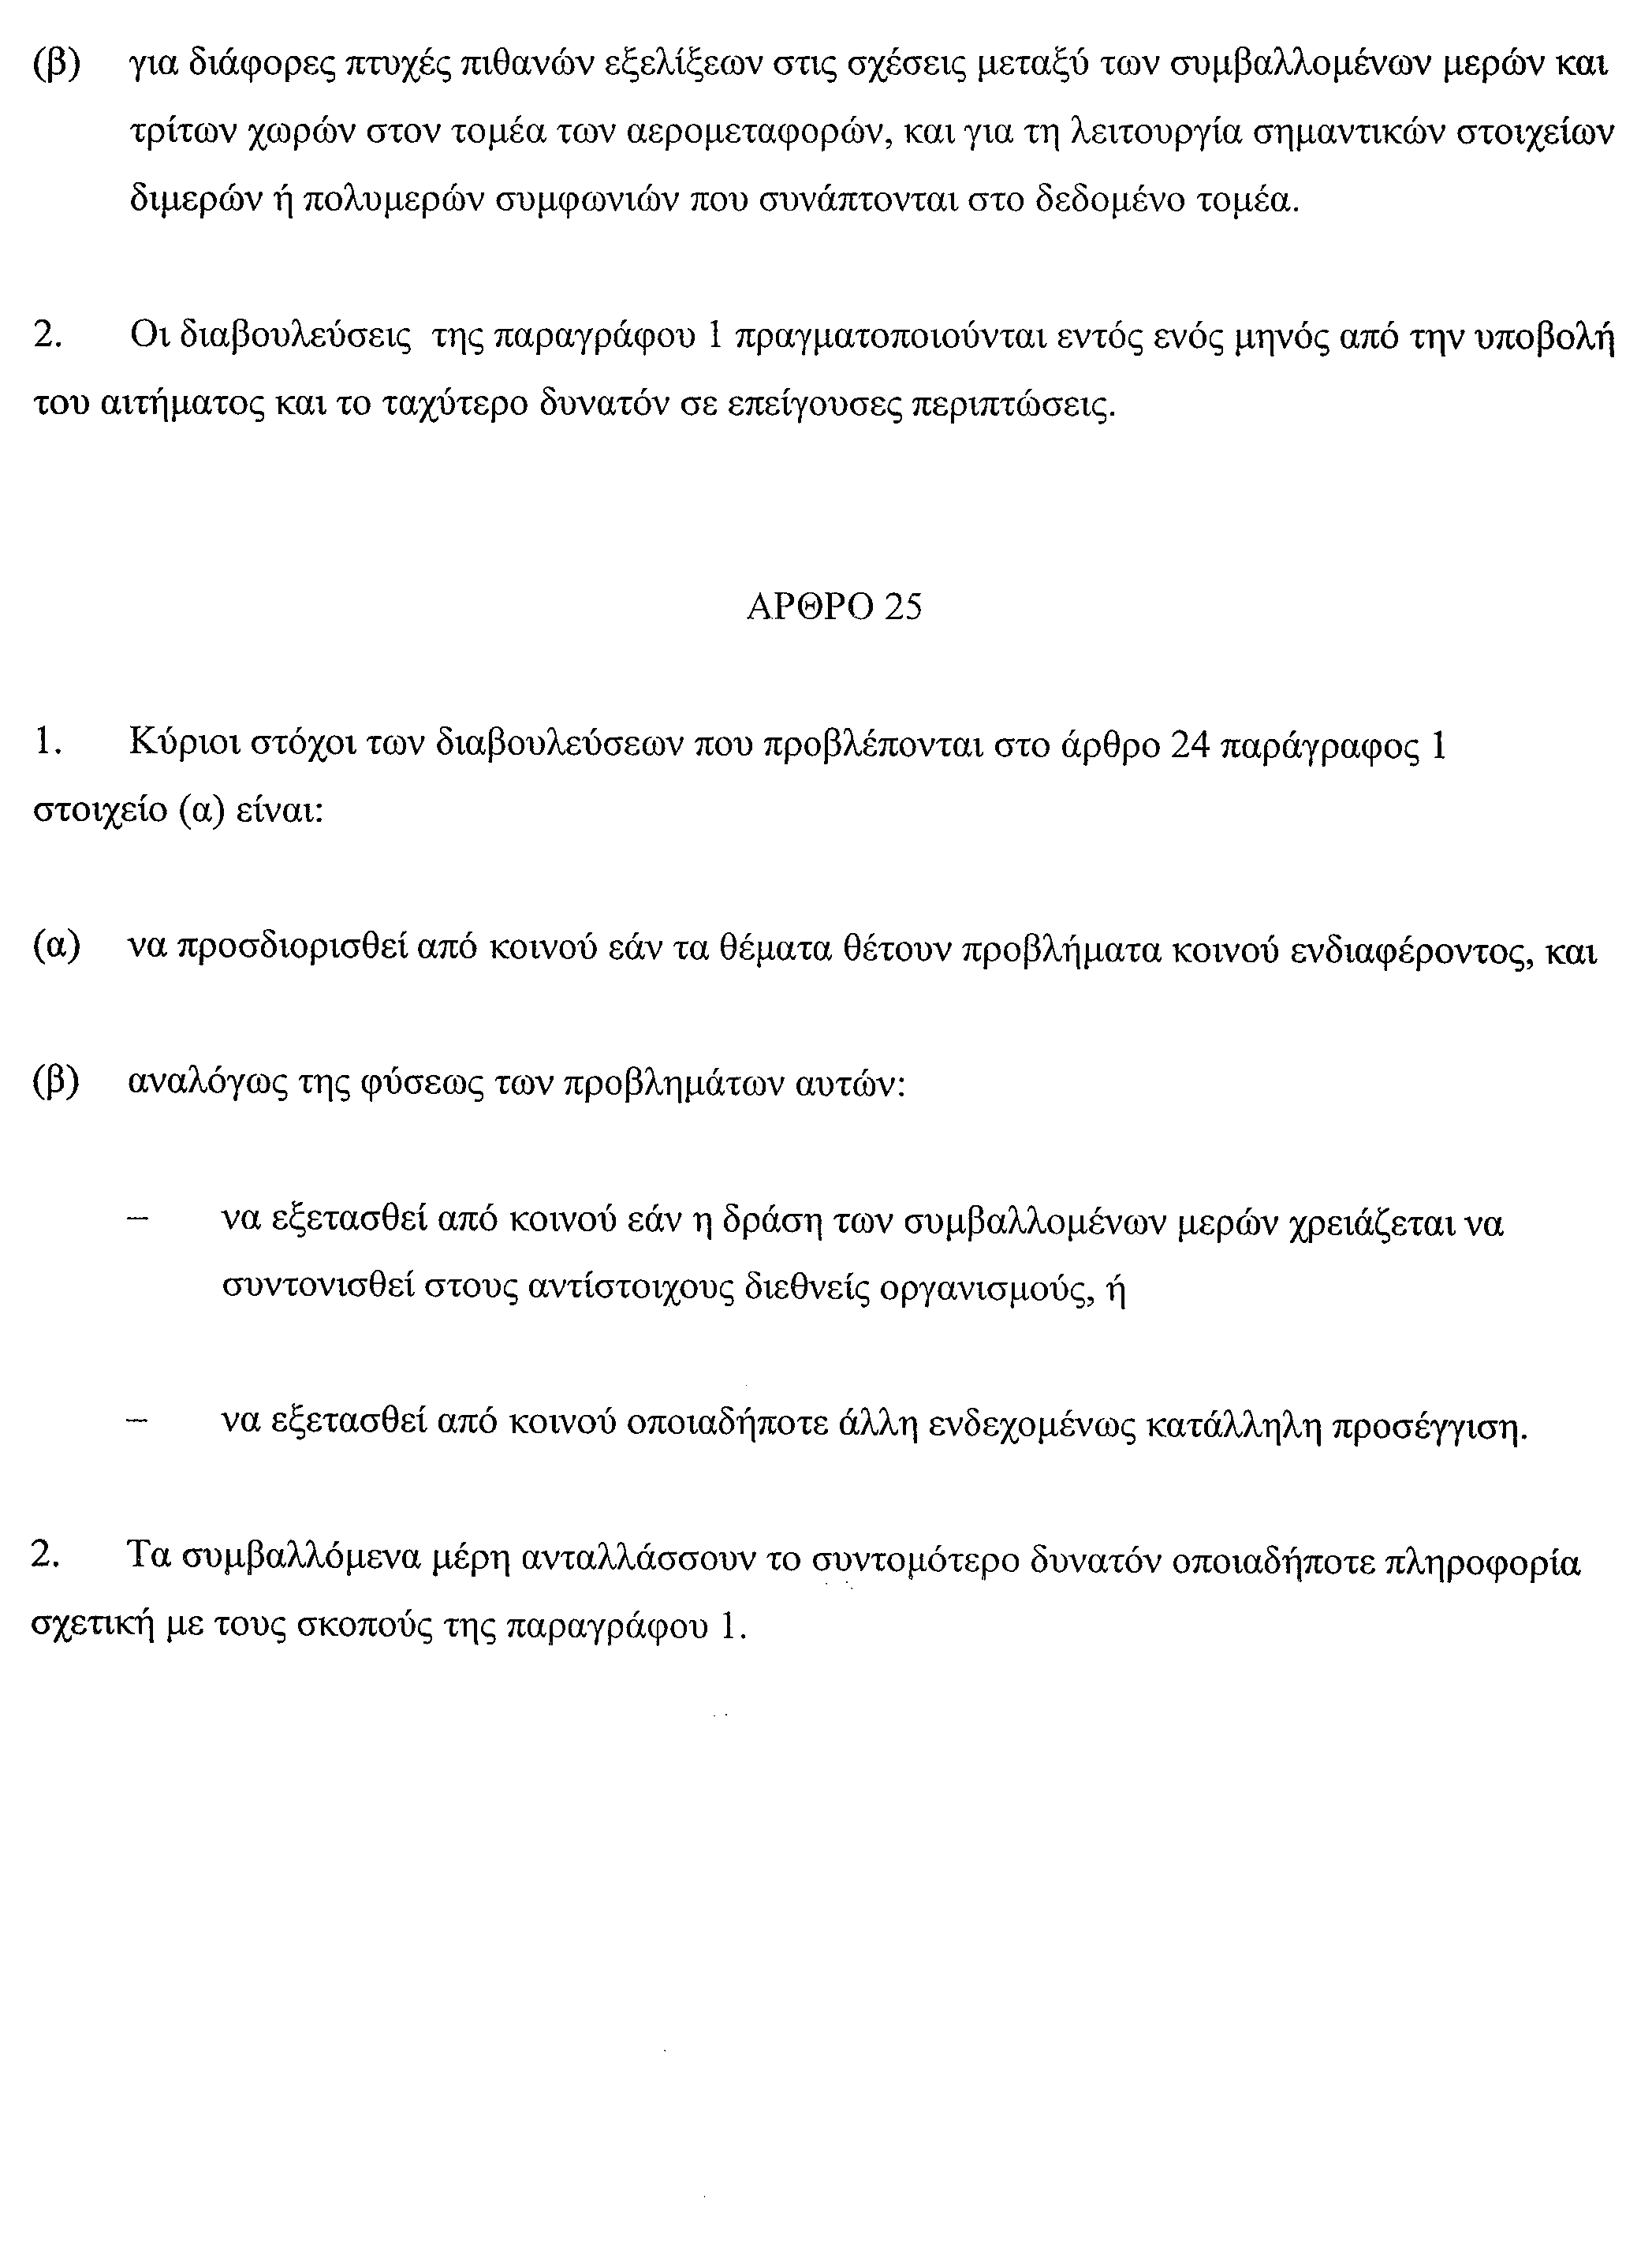 (β) για διάφορες πτυχές πιθανών εξελίξεων στις σχέσεις μεταξύ των συμβαλλομένων μερών και
τρίτων χωρών στον τομέα των αερομεταφορών, και για τη λειτουργία σημαντικών στοιχείων
διμερών ή πολυμερών συμφωνιών που συνάπτονται στο δεδομένο τομέα.
2. Οι διαβουλεύσεις της παραγράφου 1 πραγματοποιούνται εντός ενός μηνός από την υποβολή
του αιτήματος και το ταχύτερο δυνατόν σε επείγουσες περιπτώσεις.
ΑΡΘΡΟ 25
1. Κύριοι στόχοι των διαβουλεύσεων που προβλέπονται στο άρθρο 24 παράγραφος 1
στοιχείο (α) είναι:
(α) να προσδιορισθεί από κοινού εάν τα θέματα θέτουν προβλήματα κοινού ενδιαφέροντος, και
(β) αναλόγως της φύσεως των προβλημάτων αυτών:
– να εξετασθεί από κοινού εάν η δράση των συμβαλλομένων μερών χρειάζεται να
συντονισθεί στους αντίστοιχους διεθνείς οργανισμούς, ή
– να εξετασθεί από κοινού οποιαδήποτε άλλη ενδεχομένως κατάλληλη προσέγγιση.
2. Τα συμβαλλόμενα μέρη ανταλλάσσουν το συντομότερο δυνατόν οποιαδήποτε πληροφορία
σχετική με τους σκοπούς της παραγράφου 1.